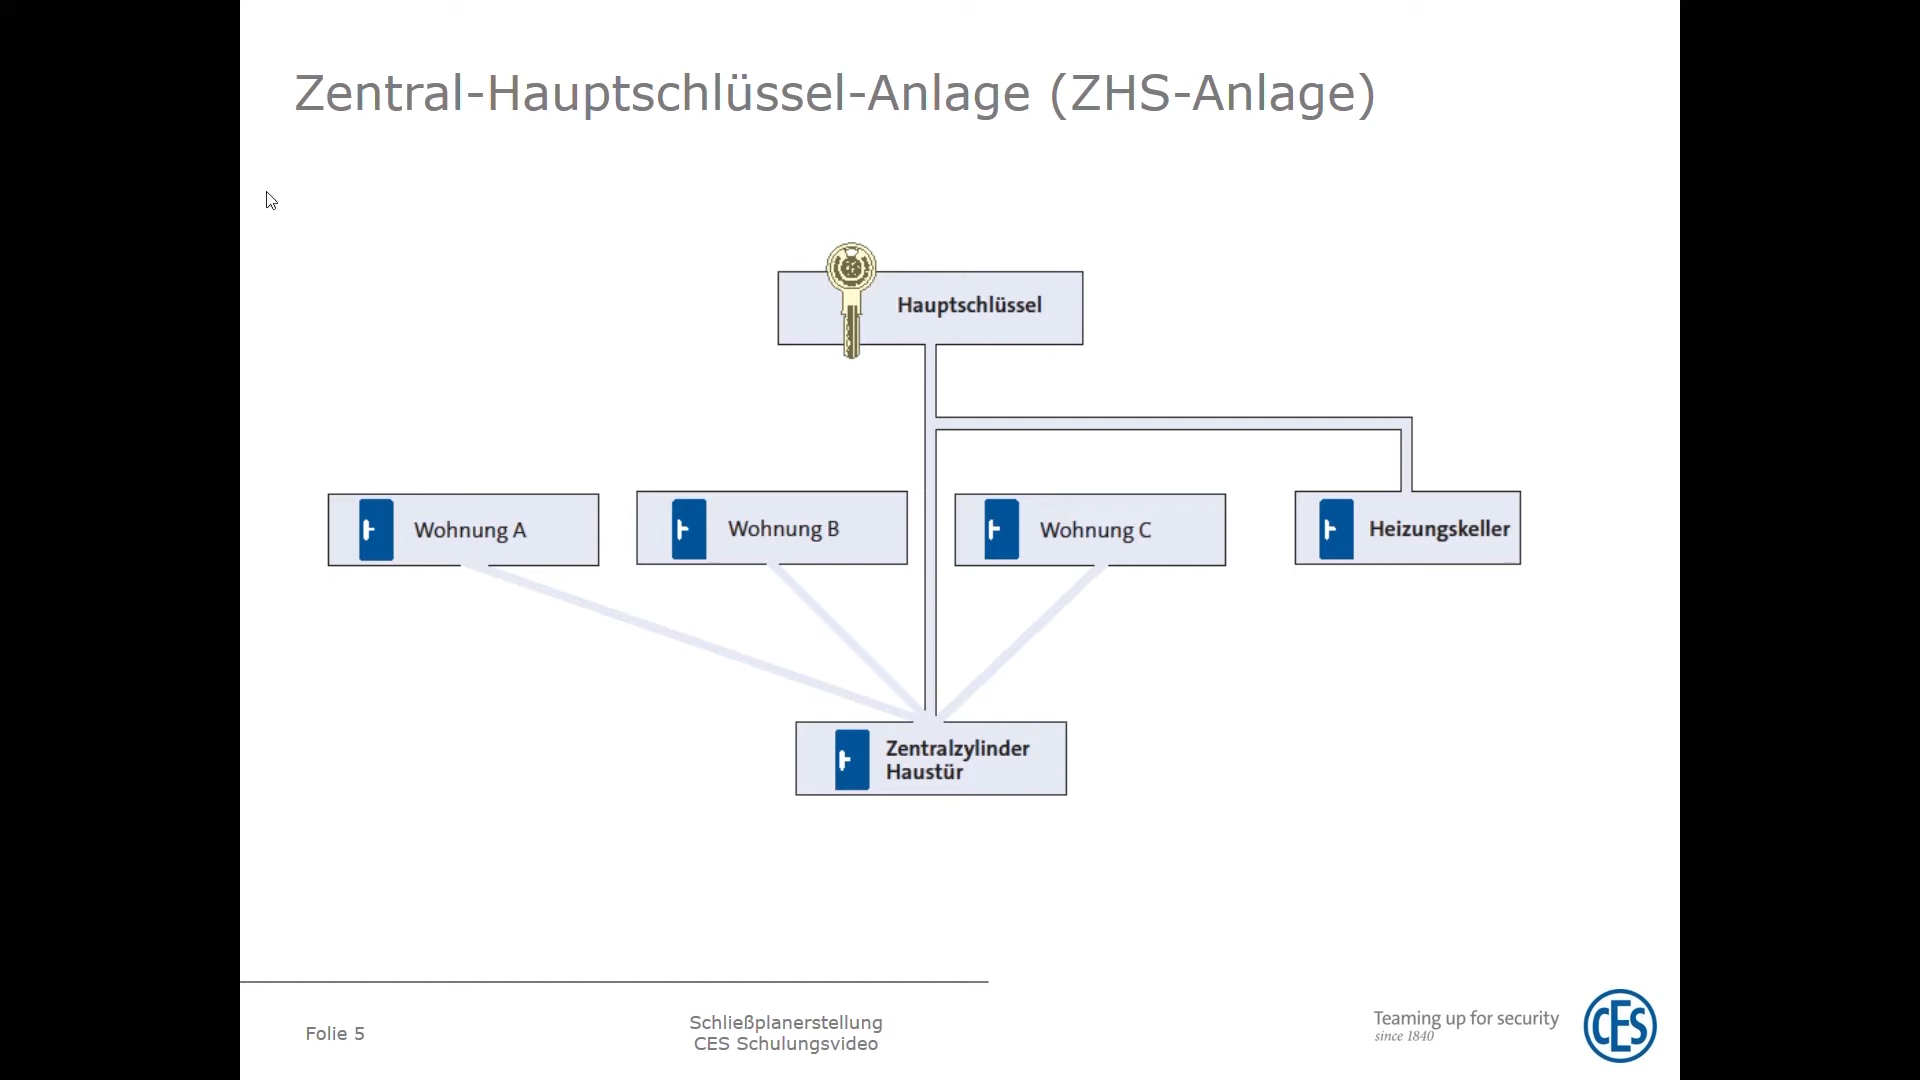 Zentral-Hauptschlüssel-Anlage (ZHS-Anlage)
Hauptschlüssel
Wohnung A
Wohnung B
Wohnung C
Heizungskeller
Zentralzylinder
Haustür
Folie 5
Schließplanerstellung
CES Schulungsvideo
Teaming up for security
since 1840
CES